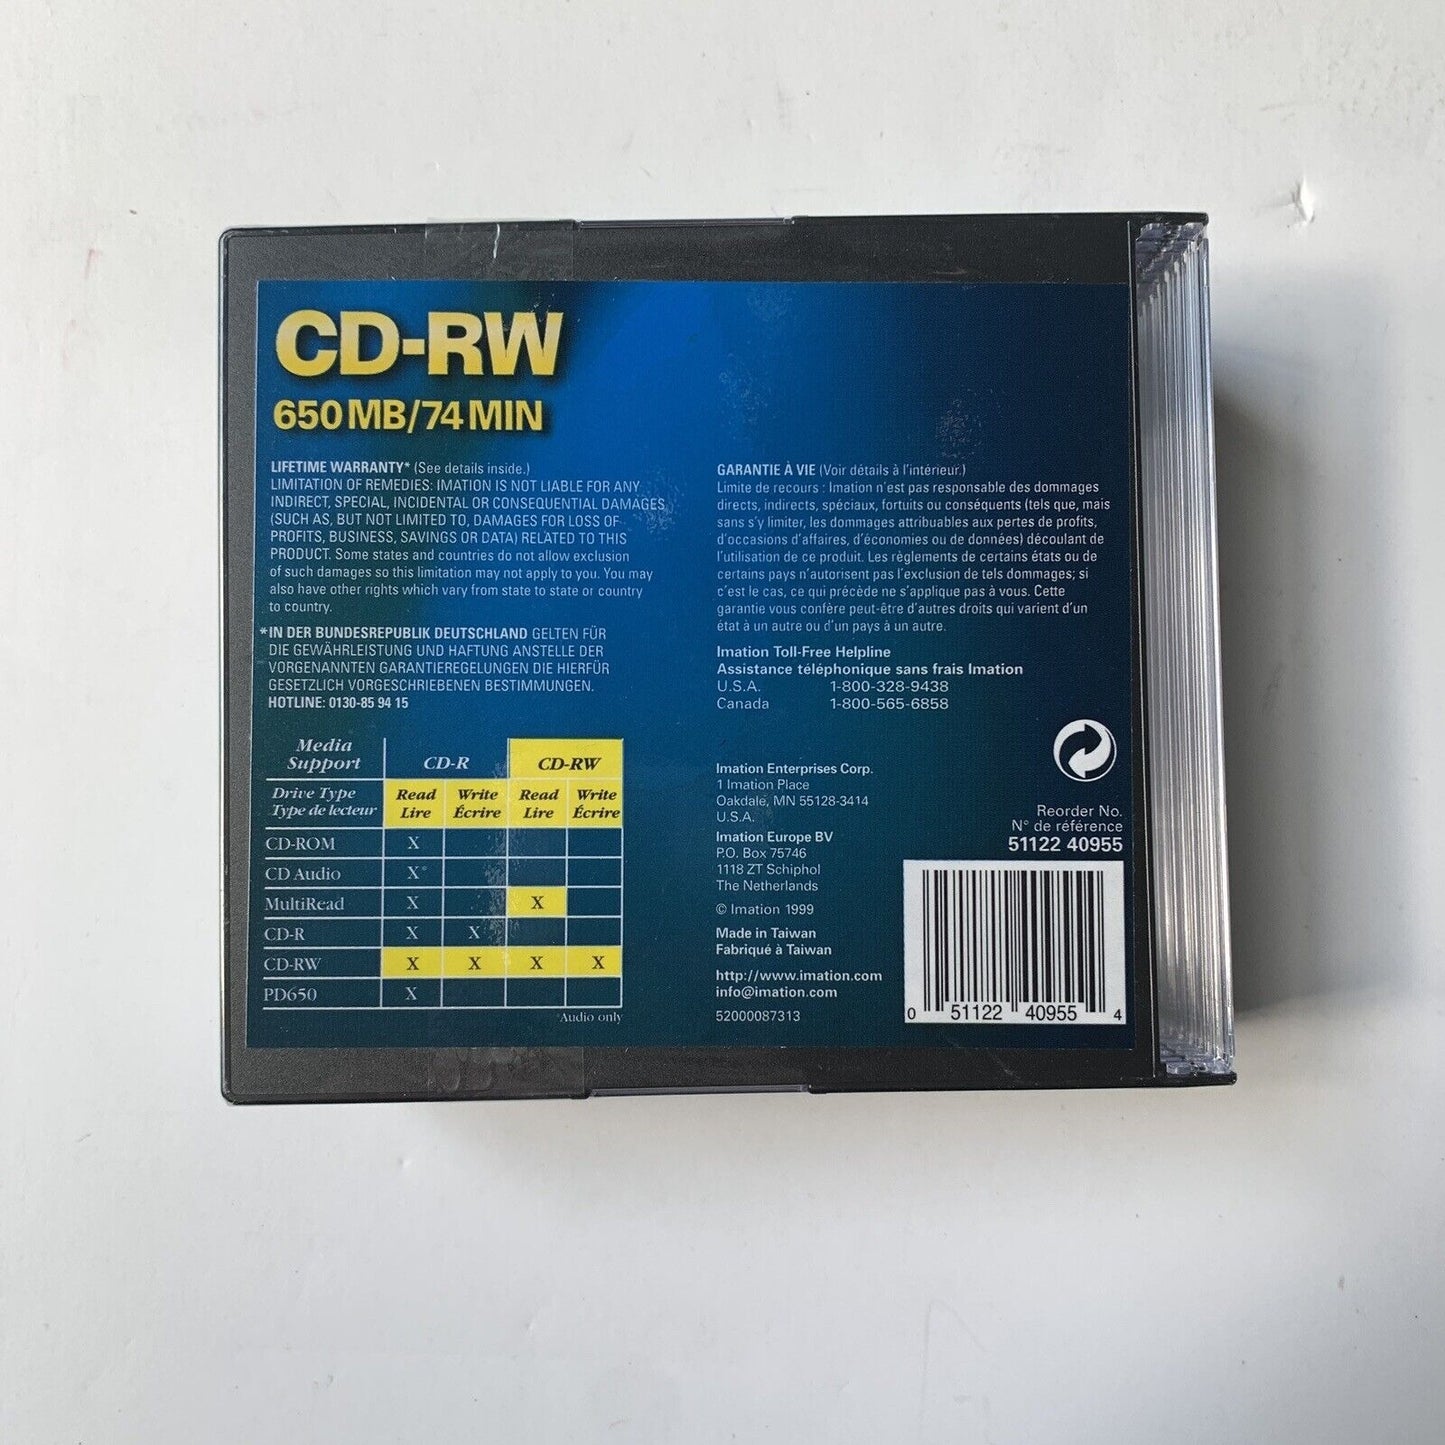 CD-RW
650 MB/74 MIN
LIFETIME WARRANTY* (See details inside.)
LIMITATION OF REMEDIES: IMATION IS NOT LIABLE FOR ANY
INDIRECT, SPECIAL, INCIDENTAL OR CONSEQUENTIAL DAMAGES
(SUCH AS, BUT NOT LIMITED TO, DAMAGES FOR LOSS OF
PROFITS, BUSINESS, SAVINGS OR DATA) RELATED TO THIS
PRODUCT. Some states and countries do not allow exclusion
of such damages so this limitation may not apply to you. You may
also have other rights which vary from state to state or country
to country.
*IN DER BUNDESREPUBLIK DEUTSCHLAND GELTEN FÜR
DIE GEWÄHRLEISTUNG UND HAFTUNG ANSTELLE DER
VORGENANNTEN GARANTIEREGELUNGEN DIE HIERFÜR
GESETZLICH VORGESCHRIEBENEN BESTIMMUNGEN.
HOTLINE: 0130-85 94 15
Media
Support
CD-R
CD-RW
Drive Type
Type de lecteur
Read
Lire
Write
Écrire
Read
Lire
Write
Écrire
CD-ROM X
CD Audio X*
MultiRead X X
CD-R X X
CD-RW X X X X
PD650 X
*Audio only
GARANTIE À VIE (Voir détails à l'intérieur.)
Limite de recours : Imation n'est pas responsable des dommages
directs, indirects, spéciaux, fortuits ou conséquents (tels que, mais
sans s'y limiter, les dommages attribuables aux pertes de profits,
d'occasions d'affaires, d'économies ou de données) découlant de
l'utilisation de ce produit. Les règlements de certains états ou de
certains pays n'autorisent pas l'exclusion de tels dommages; si
c'est le cas, ce qui précède ne s'applique pas à vous. Cette
garantie vous confère peut-être d'autres droits qui varient d'un
état à un autre ou d'un pays à un autre.
Imation Toll-Free Helpline
Assistance téléphonique sans frais Imation
U.S.A. 1-800-328-9438
Canada 1-800-565-6858
Imation Enterprises Corp.
1 Imation Place
Oakdale, MN 55128-3414
U.S.A.
Imation Europe BV
P.O. Box 75746
1118 ZT Schiphol
The Netherlands
© Imation 1999
Made in Taiwan
Fabriqué à Taiwan
http://www.imation.com
info@imation.com
52000087313
Reorder No.
N° de référence
51122 40955
0 51122 40955 4